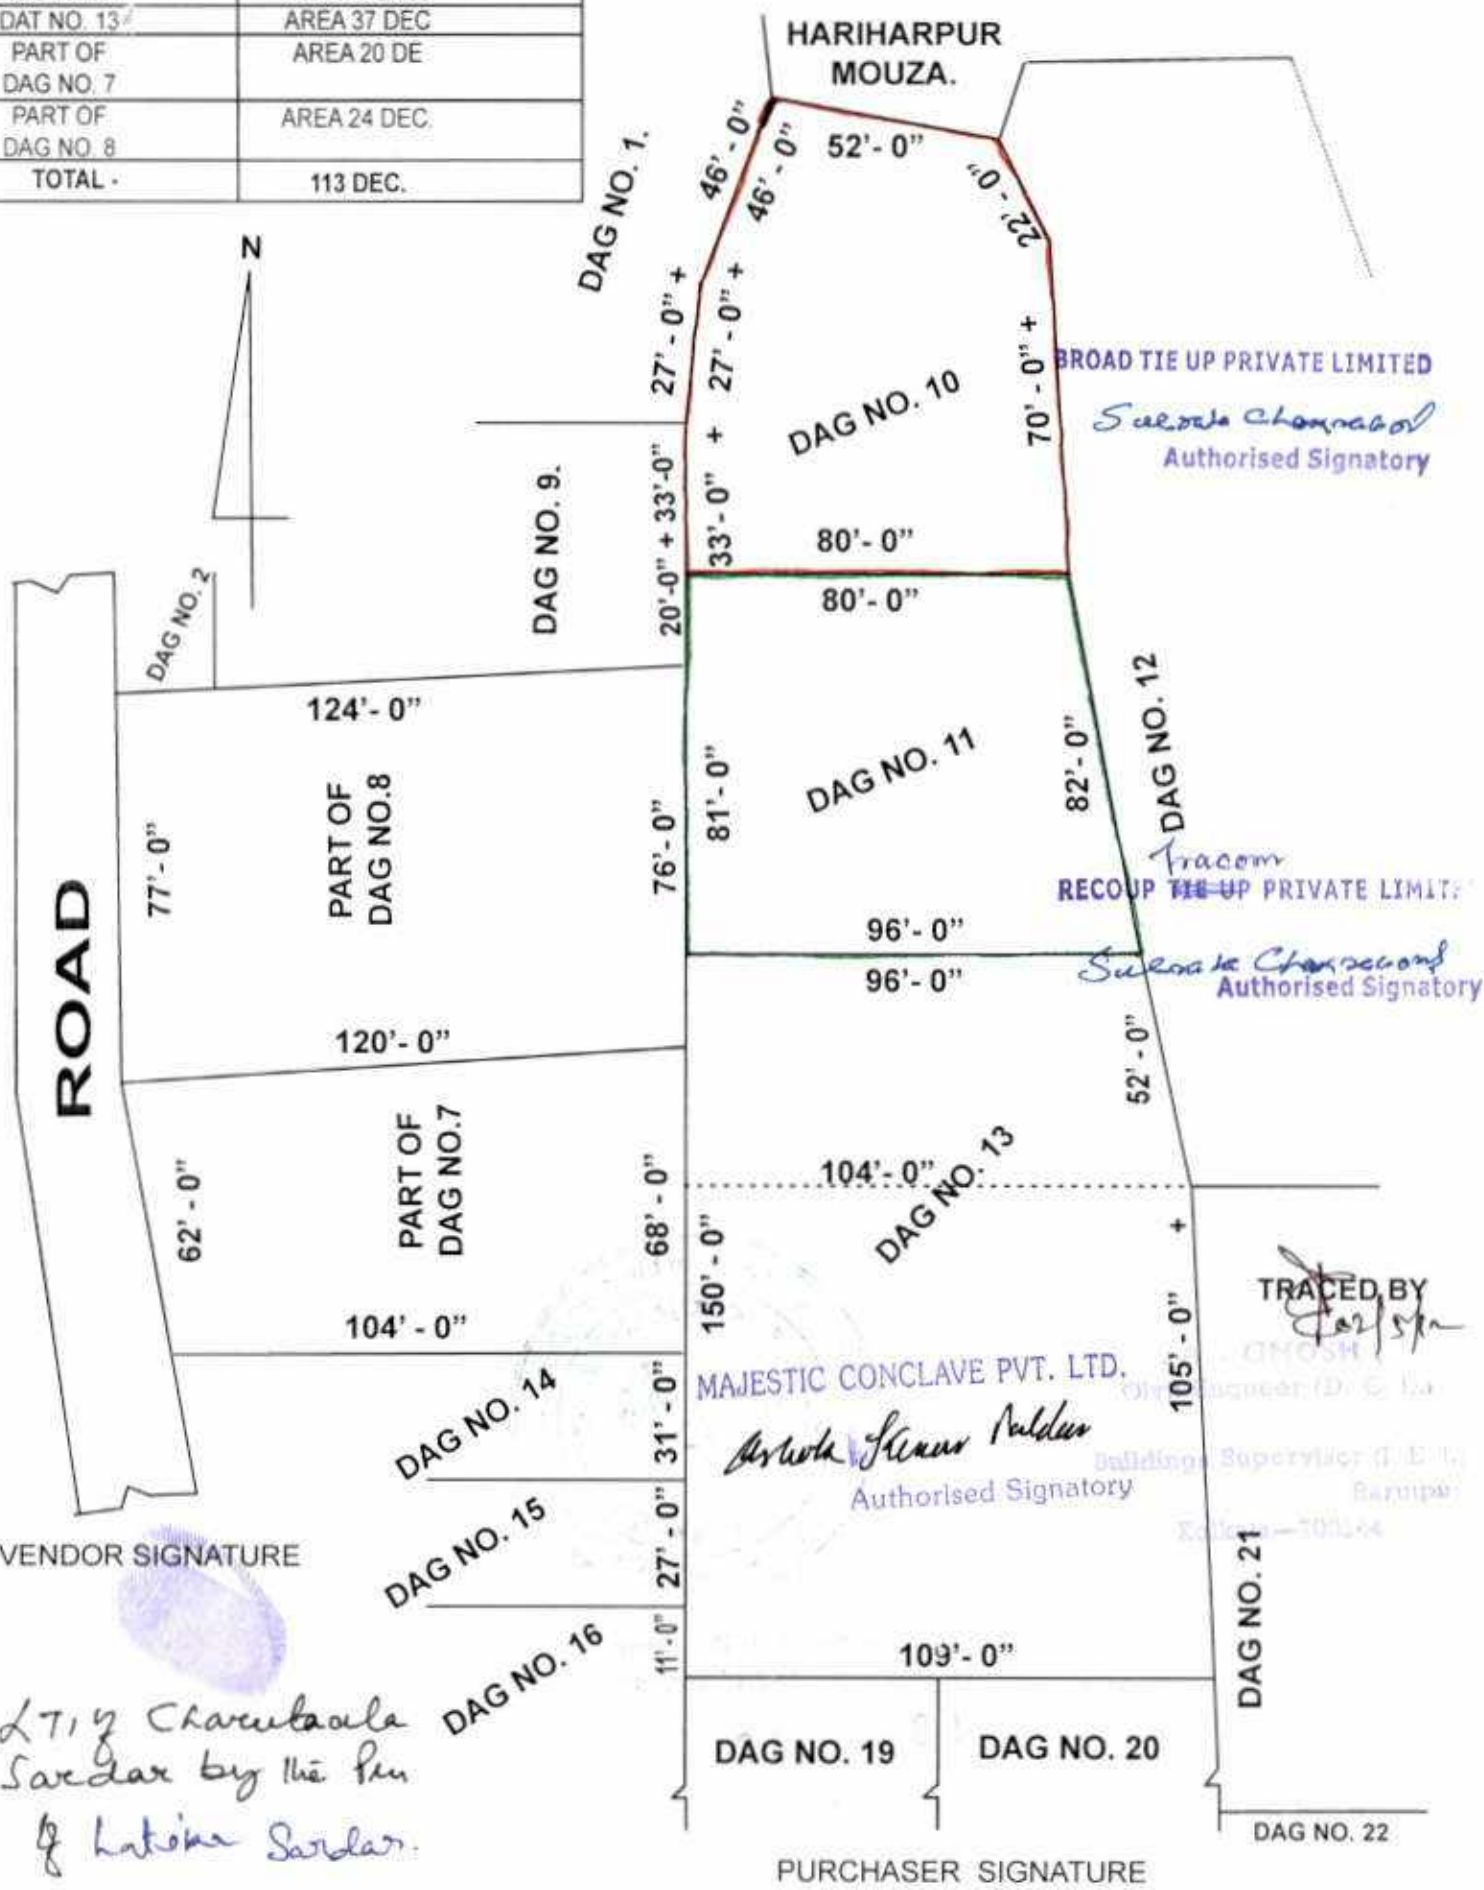 DAT NO. 13 AREA 37 DEC
PART OF AREA 20 DE
DAG NO. 7
PART OF AREA 24 DEC.
DAG NO. 8
TOTAL - 113 DEC.
HARIHARPUR
MOUZA.
N
DAG NO. 1.
46'-0"
46'-0"
52'-0"
22'-0"
27'-0" +
27'-0" +
+
70'-0" +
DAG NO. 10
BROAD TIE UP PRIVATE LIMITED
Authorised Signatory
DAG NO. 9.
20'-0" + 33'-0"
33'-0"
80'-0"
80'-0"
DAG NO. 2
124'-0"
77'-0"
PART OF
DAG NO.8
76'-0"
81'-0"
DAG NO. 11
82'-0"
DAG NO. 12
Tracom
RECOUP TIE UP PRIVATE LIMIT
Authorised Signatory
96'-0"
96'-0"
ROAD
120'-0"
52'-0"
62'-0"
PART OF
DAG NO.7
68'-0"
104'-0"
DAG NO. 13
150'-0"
+
105'-0"
TRACED BY
104'-0"
MAJESTIC CONCLAVE PVT. LTD.
Authorised Signatory
GHOSH
Buildings Supervisor
DAG NO. 14
31'-0"
DAG NO. 15
27'-0"
DAG NO. 16
11'-0"
109'-0"
DAG NO. 21
VENDOR SIGNATURE
LTI of Charubaala
Sardar by the Pen
of Latika Sardar.
DAG NO. 19
DAG NO. 20
DAG NO. 22
PURCHASER SIGNATURE